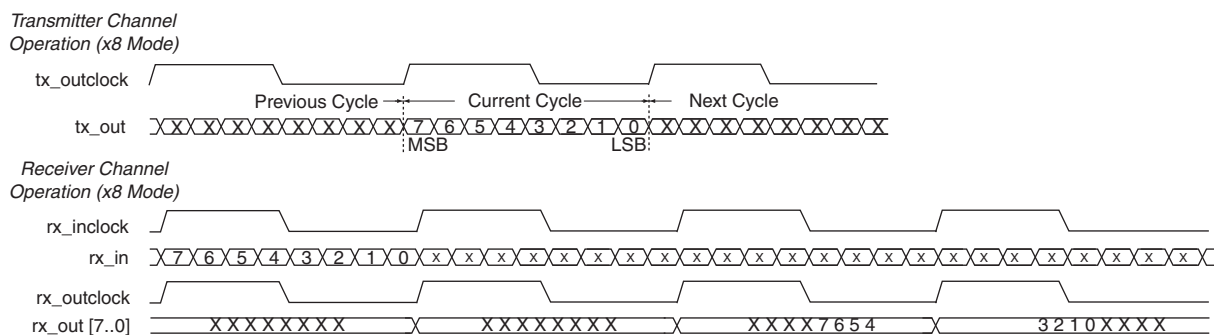 Transmitter Channel
Operation (x8 Mode)
tx_outclock
Previous Cycle Current Cycle Next Cycle
tx_out X X X X X X X X 7 6 5 4 3 2 1 0 X X X X X X X X
MSB LSB
Receiver Channel
Operation (x8 Mode)
rx_inclock
rx_in 7 6 5 4 3 2 1 0 x x x x x x x x x x x x x x x x x x x x x x x x
rx_outclock
rx_out [7..0] X X X X X X X X X X X X X X X X X X X X 7 6 5 4 3 2 1 0 X X X X